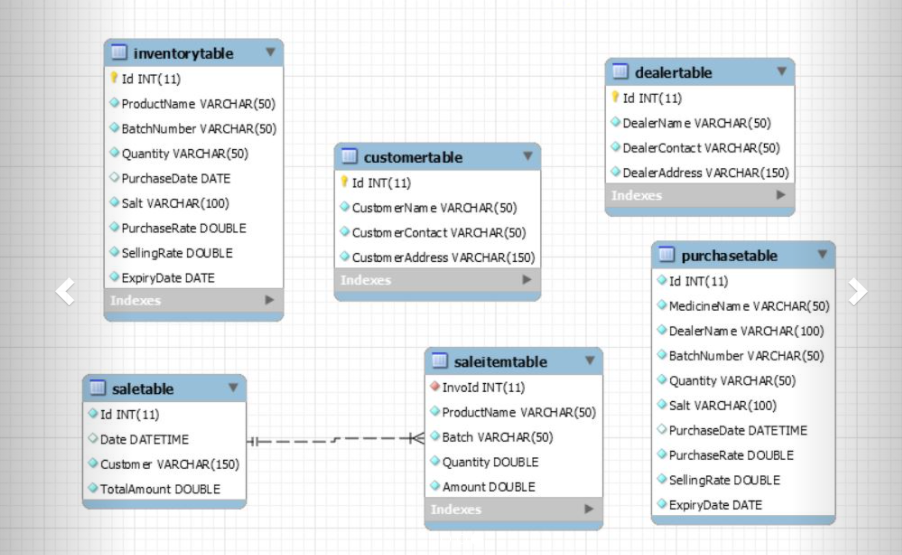 inventorytable
Id INT(11)
ProductName VARCHAR(50)
BatchNumber VARCHAR(50)
Quantity VARCHAR(50)
PurchaseDate DATE
Salt VARCHAR(100)
PurchaseRate DOUBLE
SellingRate DOUBLE
ExpiryDate DATE
Indexes
customertable
Id INT(11)
CustomerName VARCHAR(50)
CustomerContact VARCHAR(50)
CustomerAddress VARCHAR(150)
Indexes
dealertable
Id INT(11)
DealerName VARCHAR(50)
DealerContact VARCHAR(50)
DealerAddress VARCHAR(150)
Indexes
purchasetable
Id INT(11)
MedicineName VARCHAR(50)
DealerName VARCHAR(100)
BatchNumber VARCHAR(50)
Quantity VARCHAR(50)
Salt VARCHAR(100)
PurchaseDate DATETIME
PurchaseRate DOUBLE
SellingRate DOUBLE
ExpiryDate DATE
saletable
Id INT(11)
Date DATETIME
Customer VARCHAR(150)
TotalAmount DOUBLE
saleitemtable
InvoId INT(11)
ProductName VARCHAR(50)
Batch VARCHAR(50)
Quantity DOUBLE
Amount DOUBLE
Indexes